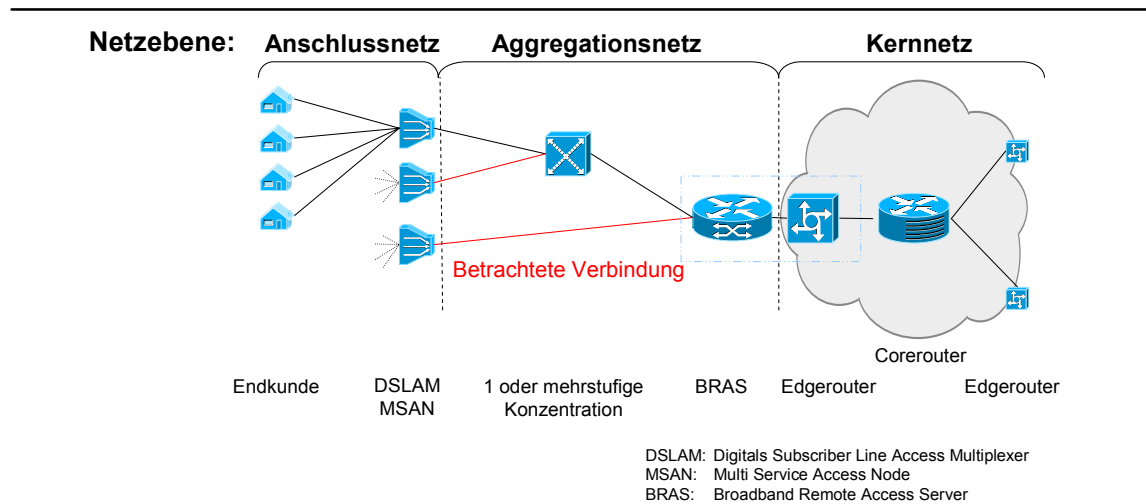 Netzebene: Anschlussnetz Aggregationsnetz Kernnetz
Betrachtete Verbindung
Corerouter
Endkunde DSLAM 1 oder mehrstufige BRAS Edgerouter Edgerouter
MSAN Konzentration
DSLAM: Digitals Subscriber Line Access Multiplexer
MSAN: Multi Service Access Node
BRAS: Broadband Remote Access Server